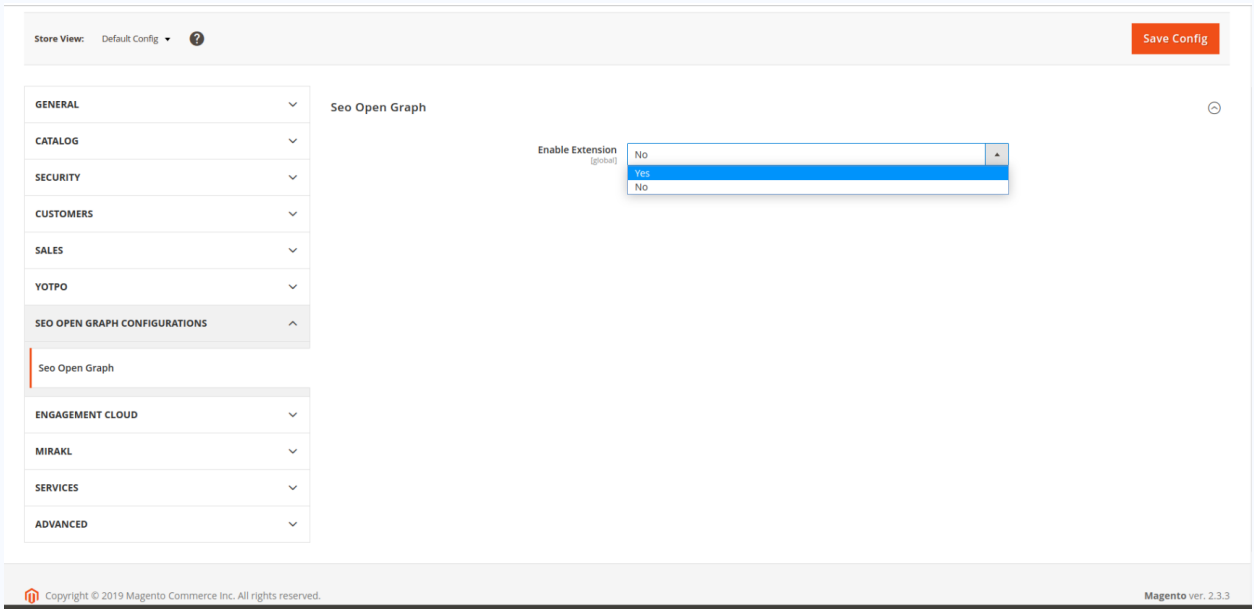 Store View: Default Config ?
Save Config
GENERAL
CATALOG
SECURITY
CUSTOMERS
SALES
YOTPO
SEO OPEN GRAPH CONFIGURATIONS
Seo Open Graph
ENGAGEMENT CLOUD
MIRAKL
SERVICES
ADVANCED
Seo Open Graph
Enable Extension
[global]
No
Yes
No
Copyright © 2019 Magento Commerce Inc. All rights reserved.
Magento ver. 2.3.3